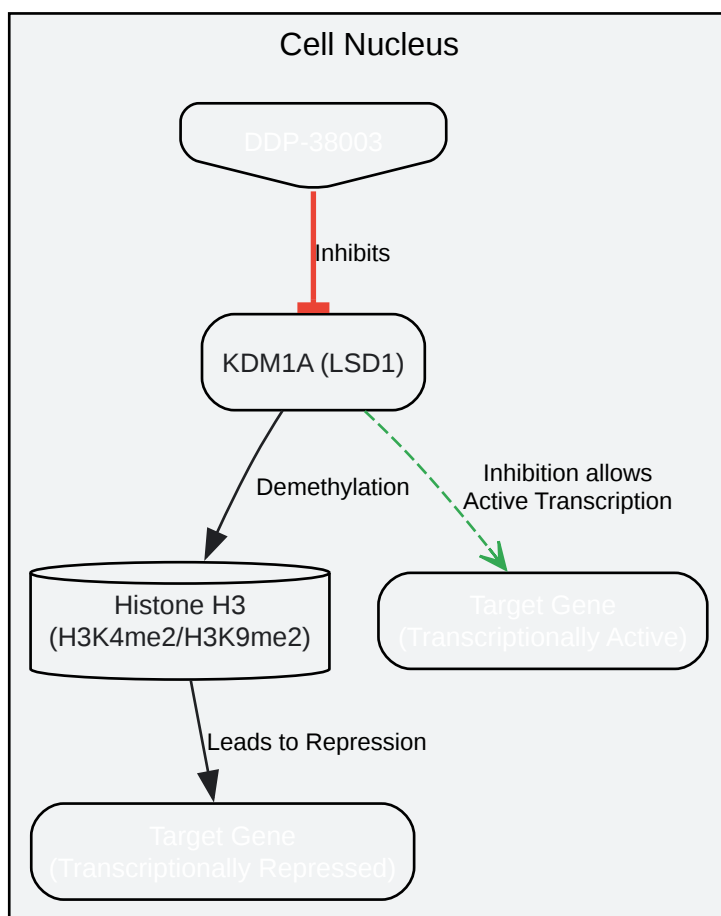 Cell Nucleus
DDP-38003
Inhibits
KDM1A (LSD1)
Demethylation
Inhibition allows
Active Transcription
Histone H3
(H3K4me2/H3K9me2)
Target Gene
(Transcriptionally Active)
Leads to Repression
Target Gene
(Transcriptionally Repressed)